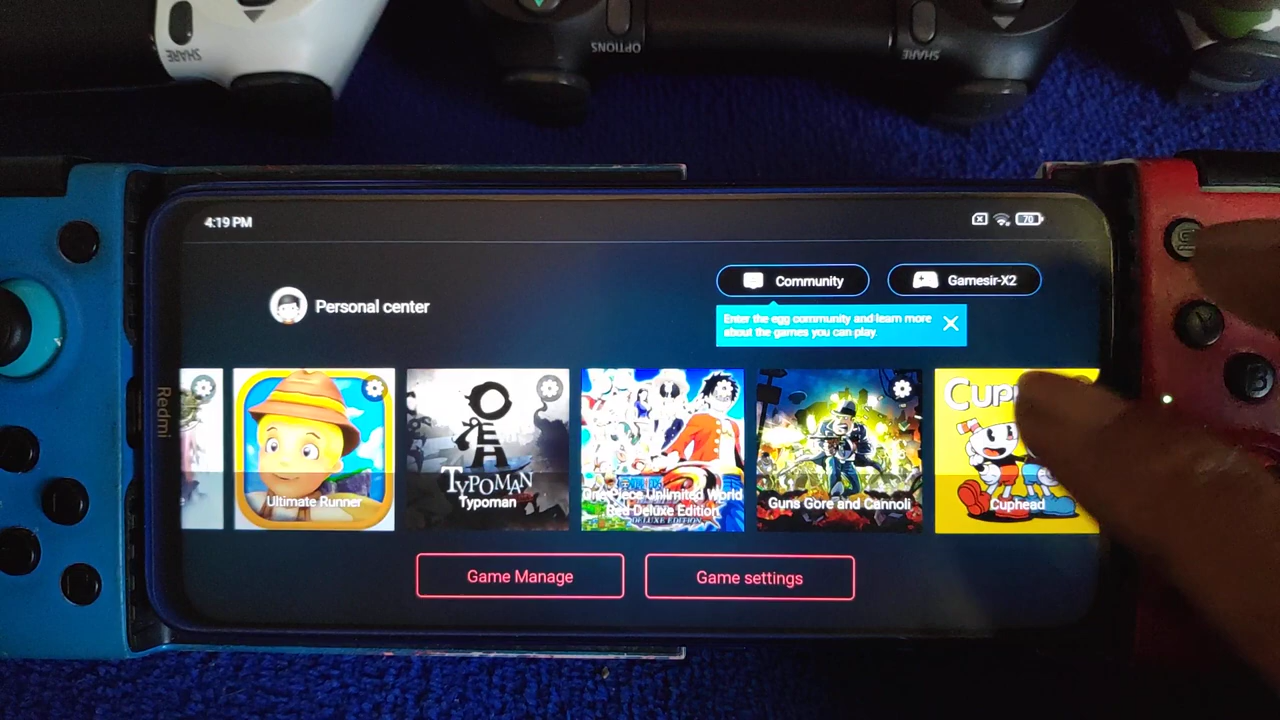 SHARE
OPTIONS
SHARE
4:19 PM
70
Community
Gamesir-X2
Personal center
Enter the egg community and learn more
about the games you can play.
Redmi
Ultimate Runner
TYPOMAN
Typoman
One Piece Unlimited World
Red Deluxe Edition
DELUXE EDITION
Guns Gore and Cannoli
Cuphead
Game Manage
Game settings
Y
B